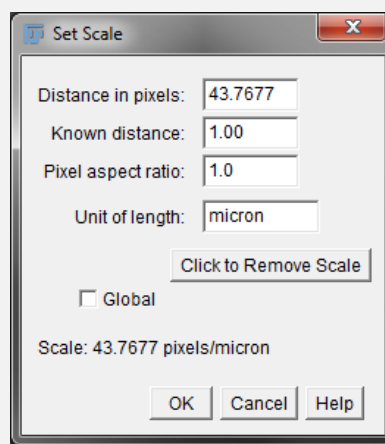 Set Scale
Distance in pixels: 43.7677
Known distance: 1.00
Pixel aspect ratio: 1.0
Unit of length: micron
Click to Remove Scale
Global
Scale: 43.7677 pixels/micron
OK Cancel Help